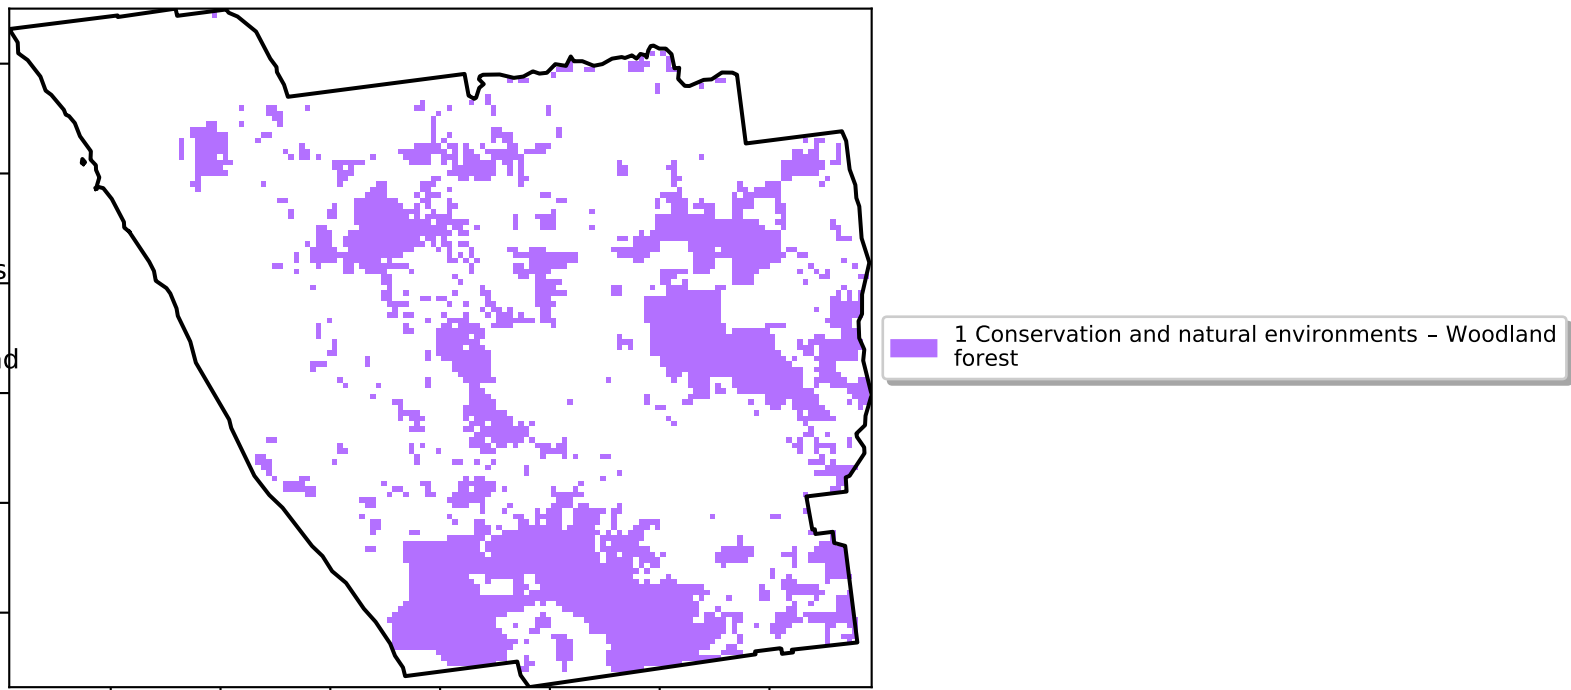 s
d
1 Conservation and natural environments – Woodland
forest